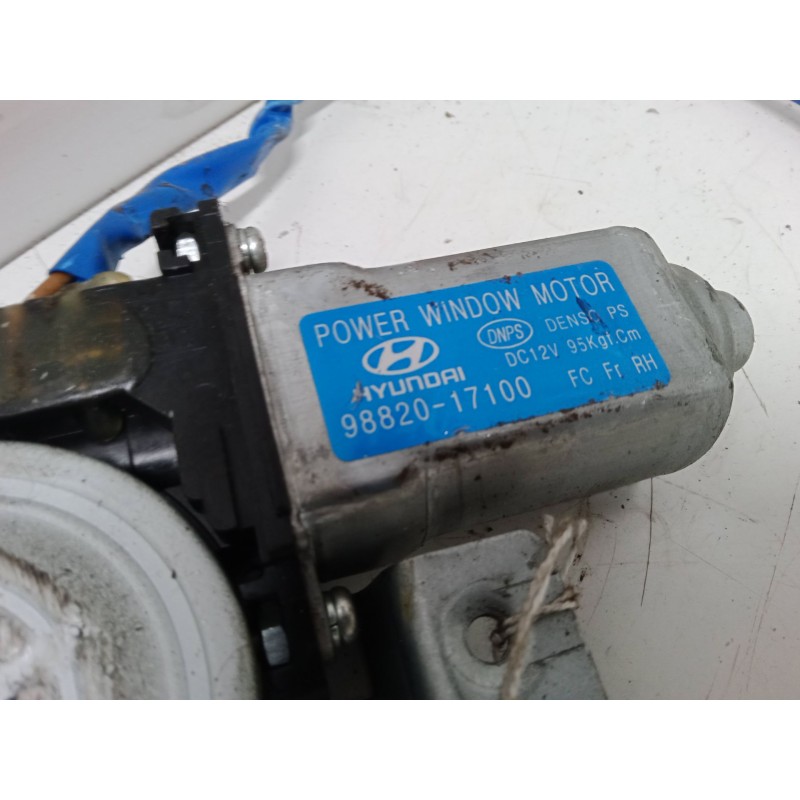 POWER WINDOW MOTOR
DNPS DENSO PS
DC12V 95Kgf.Cm
HYUNDAI
98820-17100 FC Fr RH